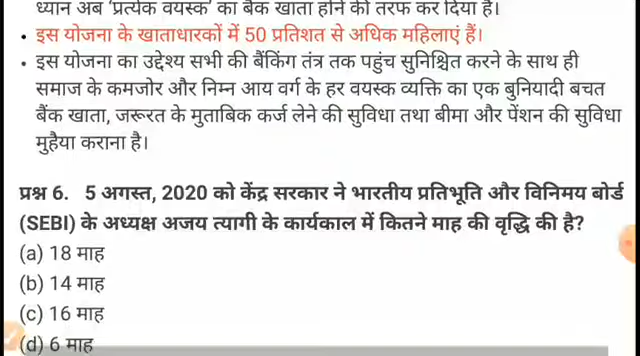 ध्यान अब 'प्रत्येक वयस्क' का बैंक खाता होने की तरफ कर दिया है।
• इस योजना के खाताधारकों में 50 प्रतिशत से अधिक महिलाएं हैं।
• इस योजना का उद्देश्य सभी की बैंकिंग तंत्र तक पहुंच सुनिश्चित करने के साथ ही
समाज के कमजोर और निम्न आय वर्ग के हर वयस्क व्यक्ति का एक बुनियादी बचत
बैंक खाता, जरूरत के मुताबिक कर्ज लेने की सुविधा तथा बीमा और पेंशन की सुविधा
मुहैया कराना है।
प्रश्न 6. 5 अगस्त, 2020 को केंद्र सरकार ने भारतीय प्रतिभूति और विनिमय बोर्ड
(SEBI) के अध्यक्ष अजय त्यागी के कार्यकाल में कितने माह की वृद्धि की है?
(a) 18 माह
(b) 14 माह
(c) 16 माह
(d) 6 माह